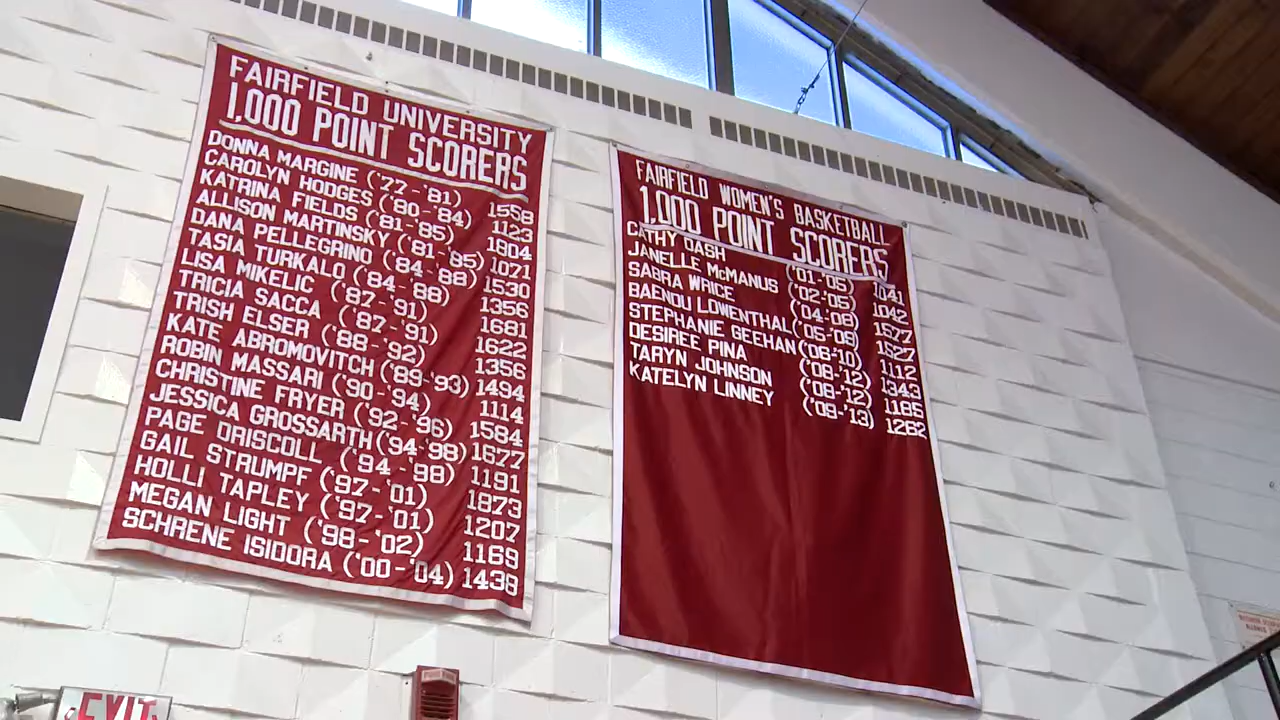 FAIRFIELD UNIVERSITY
1,000 POINT SCORERS
DONNA MARGINE ('77-'81) 1558
CAROLYN HODGES ('80-'84) 1123
KATRINA FIELDS ('81-'85) 1804
ALLISON MARTINSKY ('81-'85) 1071
DANA PELLEGRINO ('84-'88) 1530
TASIA TURKALO ('84-'88) 1356
LISA MIKELIC ('87-'91) 1681
TRICIA SACCA ('87-'91) 1622
TRISH ELSER ('88-'92) 1356
KATE ABROMOVITCH ('89-'93) 1494
ROBIN MASSARI ('90-'94) 1114
CHRISTINE FRYER ('92-'96) 1584
JESSICA GROSSARTH ('94-'98) 1677
PAGE DRISCOLL ('94-'98) 1191
GAIL STRUMPF ('97-'01) 1873
HOLLI TAPLEY ('97-'01) 1207
MEGAN LIGHT ('98-'02) 1169
SCHRENE ISIDORA ('00-'04) 1438
FAIRFIELD WOMEN'S BASKETBALL
1,000 POINT SCORERS
CATHY DASH ('01-'05) 1041
JANELLE McMANUS ('02-'05) 1042
SABRA WRICE ('04-'08) 1577
BAENDU LOWENTHAL ('05-'09) 1527
STEPHANIE GEEHAN ('06-'10) 1112
DESIREE PINA ('08-'12) 1343
TARYN JOHNSON ('08-'12) 1185
KATELYN LINNEY ('09-'13) 1282
EXIT